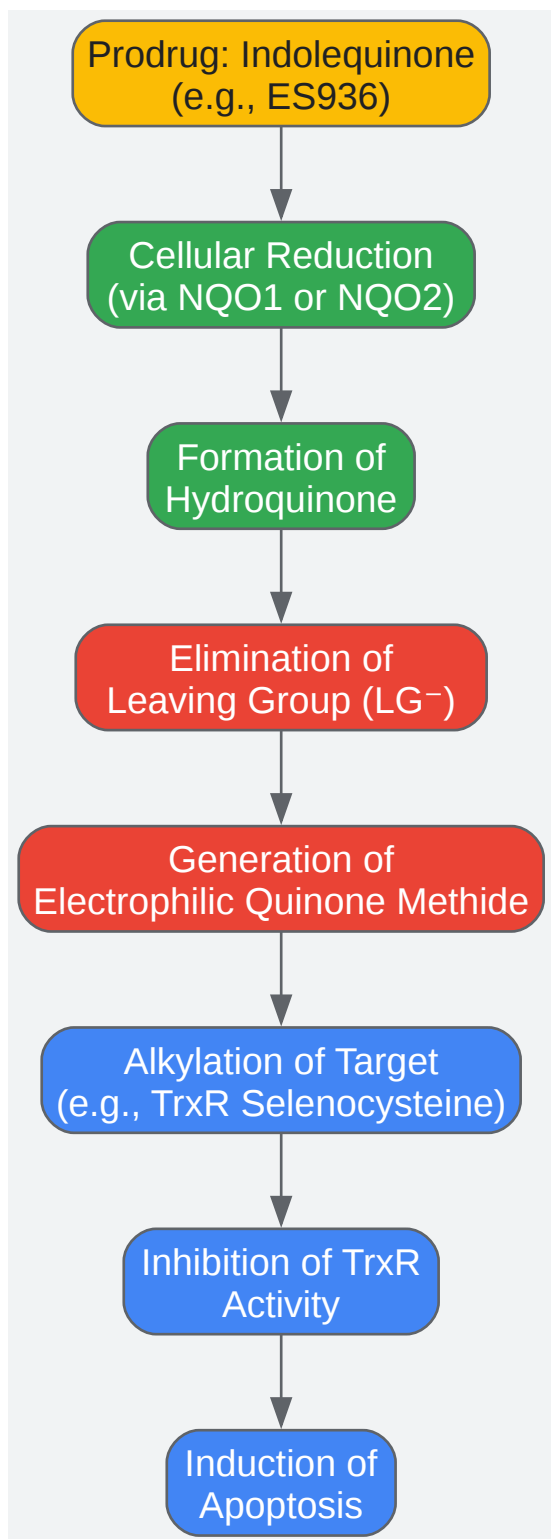 Prodrug: Indolequinone
(e.g., ES936)
Cellular Reduction
(via NQO1 or NQO2)
Formation of
Hydroquinone
Elimination of
Leaving Group (LG⁻)
Generation of
Electrophilic Quinone Methide
Alkylation of Target
(e.g., TrxR Selenocysteine)
Inhibition of TrxR
Activity
Induction of
Apoptosis